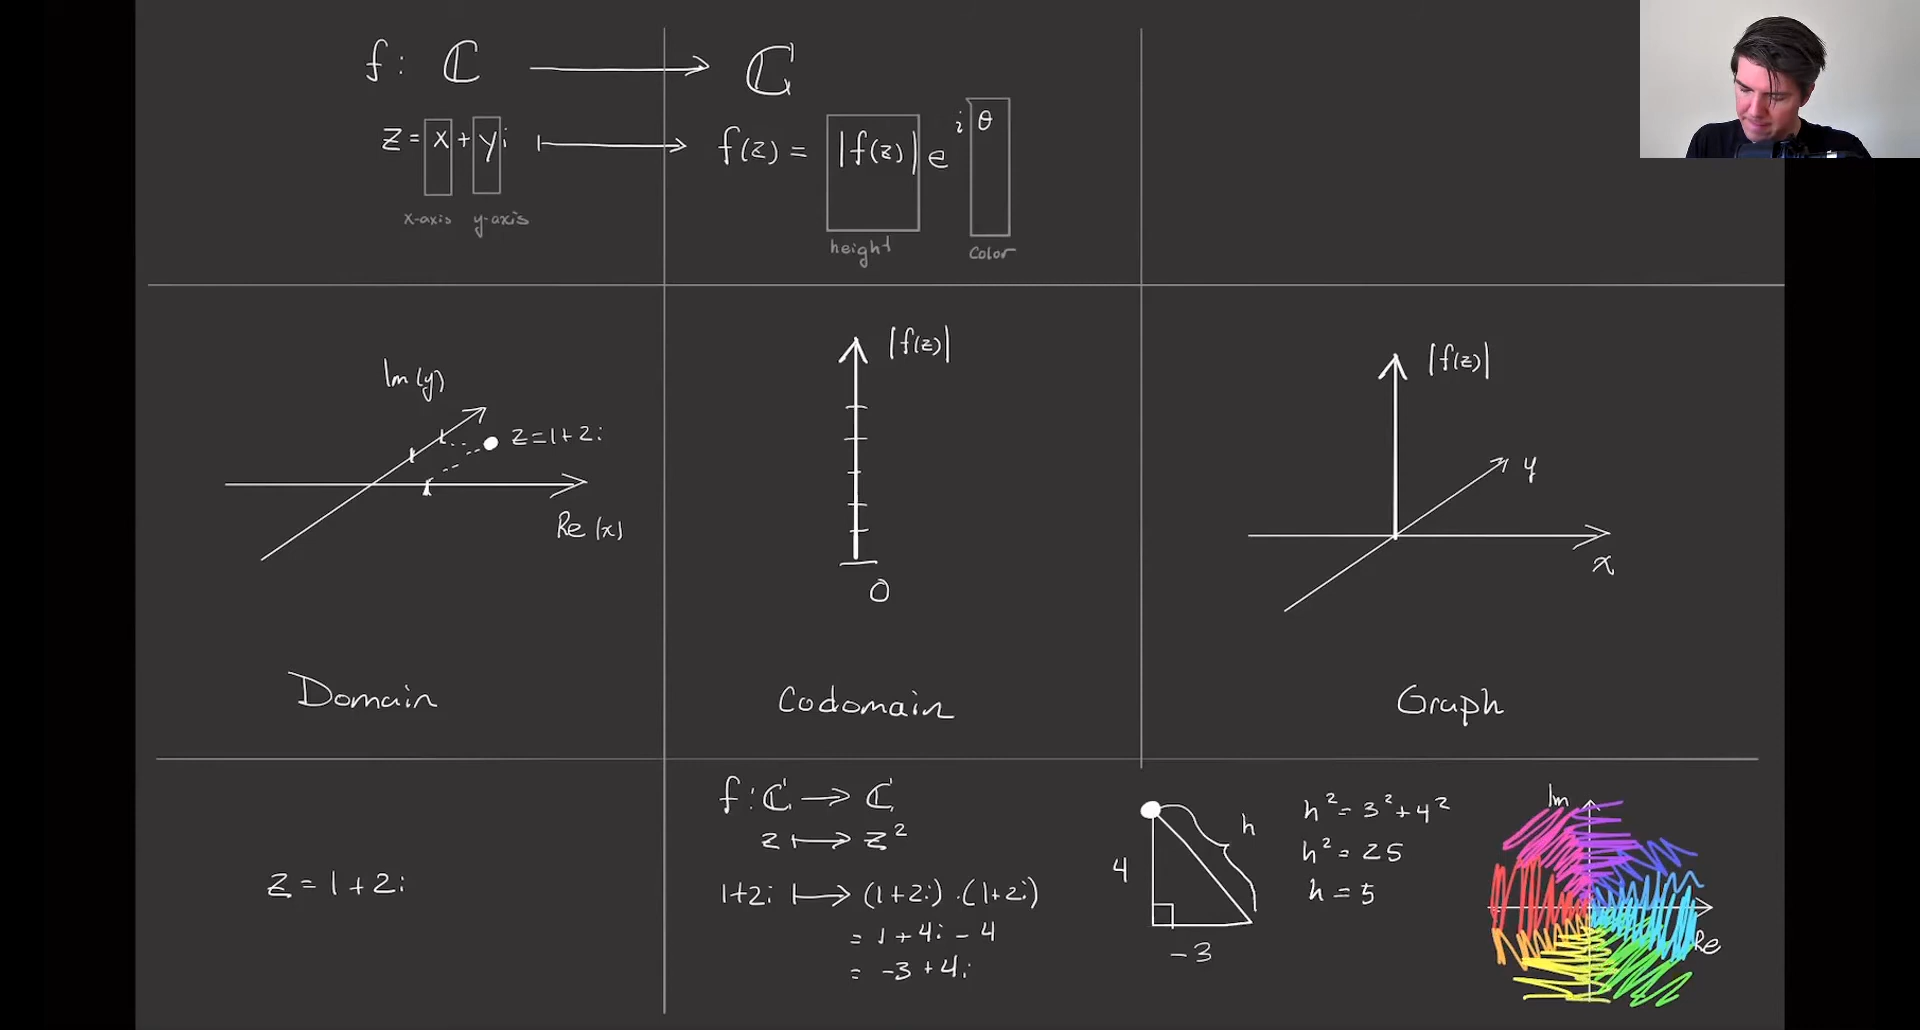 f: ℂ ⟶ ℂ
z = x + yi ⟼ f(z) = |f(z)| e^{iθ}
x-axis y-axis height color
Im (y)
z = 1 + 2i
Re (x)
|f(z)|
0
|f(z)|
y
x
Domain
Codomain
Graph
z = 1 + 2i
f: ℂ ⟶ ℂ
z ⟼ z²
1+2i ⟼ (1+2i) · (1+2i)
= 1 + 4i - 4
= -3 + 4i
4
h
-3
h² = 3² + 4²
h² = 25
h = 5
Im
Re